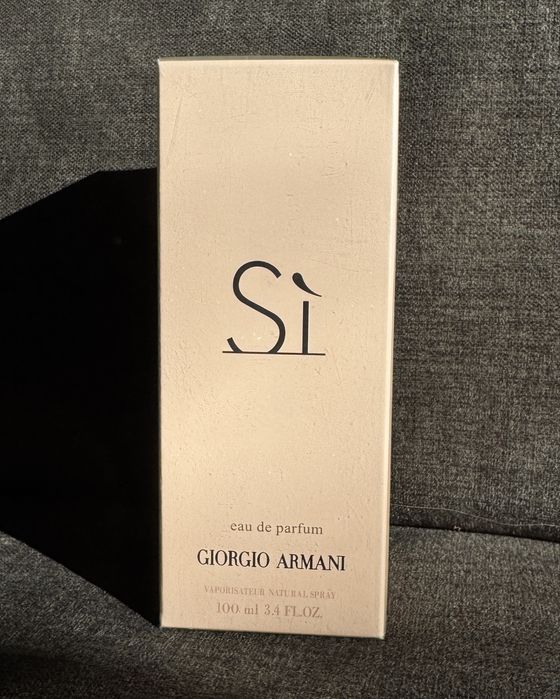 Sì
eau de parfum
GIORGIO ARMANI
VAPORISATEUR NATURAL SPRAY
100 ml 3.4 FL.OZ.